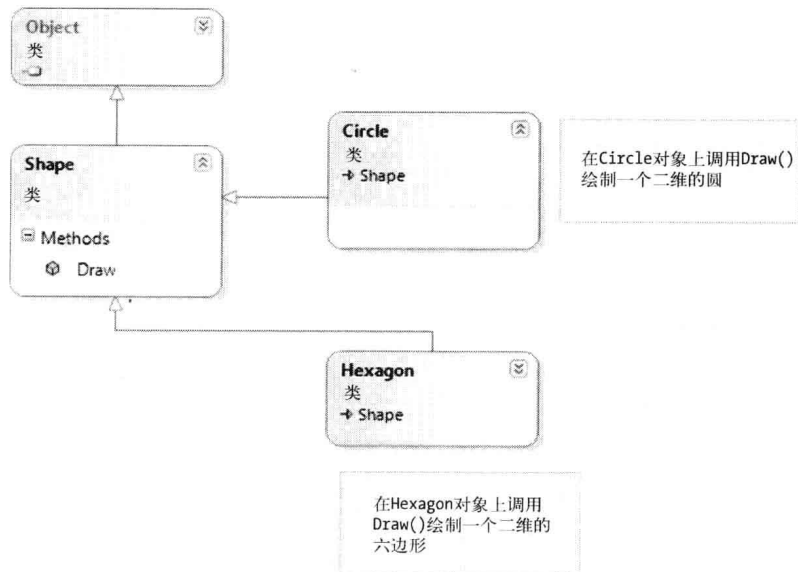 Object
类
Shape
类
Methods
Draw
Circle
类
Shape
在Circle对象上调用Draw()
绘制一个二维的圆
Hexagon
类
Shape
在Hexagon对象上调用
Draw()绘制一个二维的
六边形